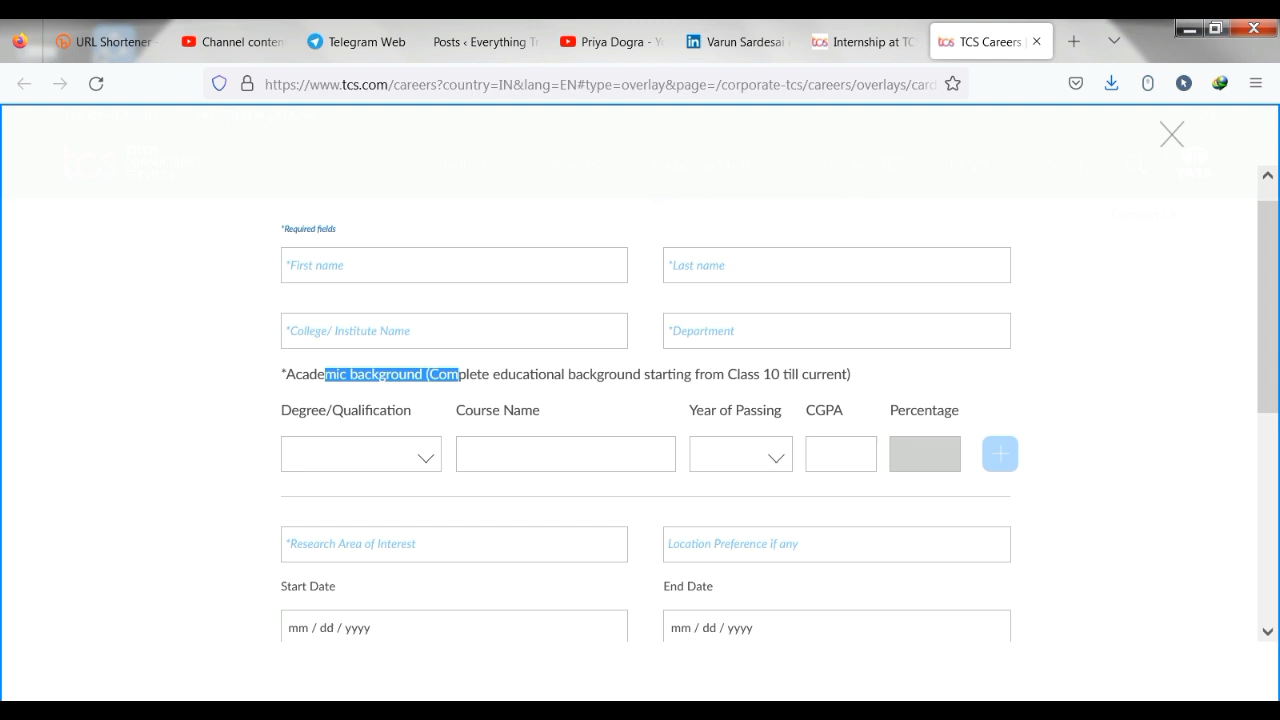 URL Shortener - Channel conten Telegram Web Posts ‹ Everything Tr Priya Dogra - Yo Varun Sardesai Internship at TC TCS Careers |
https://www.tcs.com/careers?country=IN&lang=EN#type=overlay&page=/corporate-tcs/careers/overlays/card
tcs
*Required fields
*First name *Last name
*College/ Institute Name *Department
*Academic background (Complete educational background starting from Class 10 till current)
Degree/Qualification Course Name Year of Passing CGPA Percentage
*Research Area of Interest Location Preference if any
Start Date End Date
mm / dd / yyyy mm / dd / yyyy